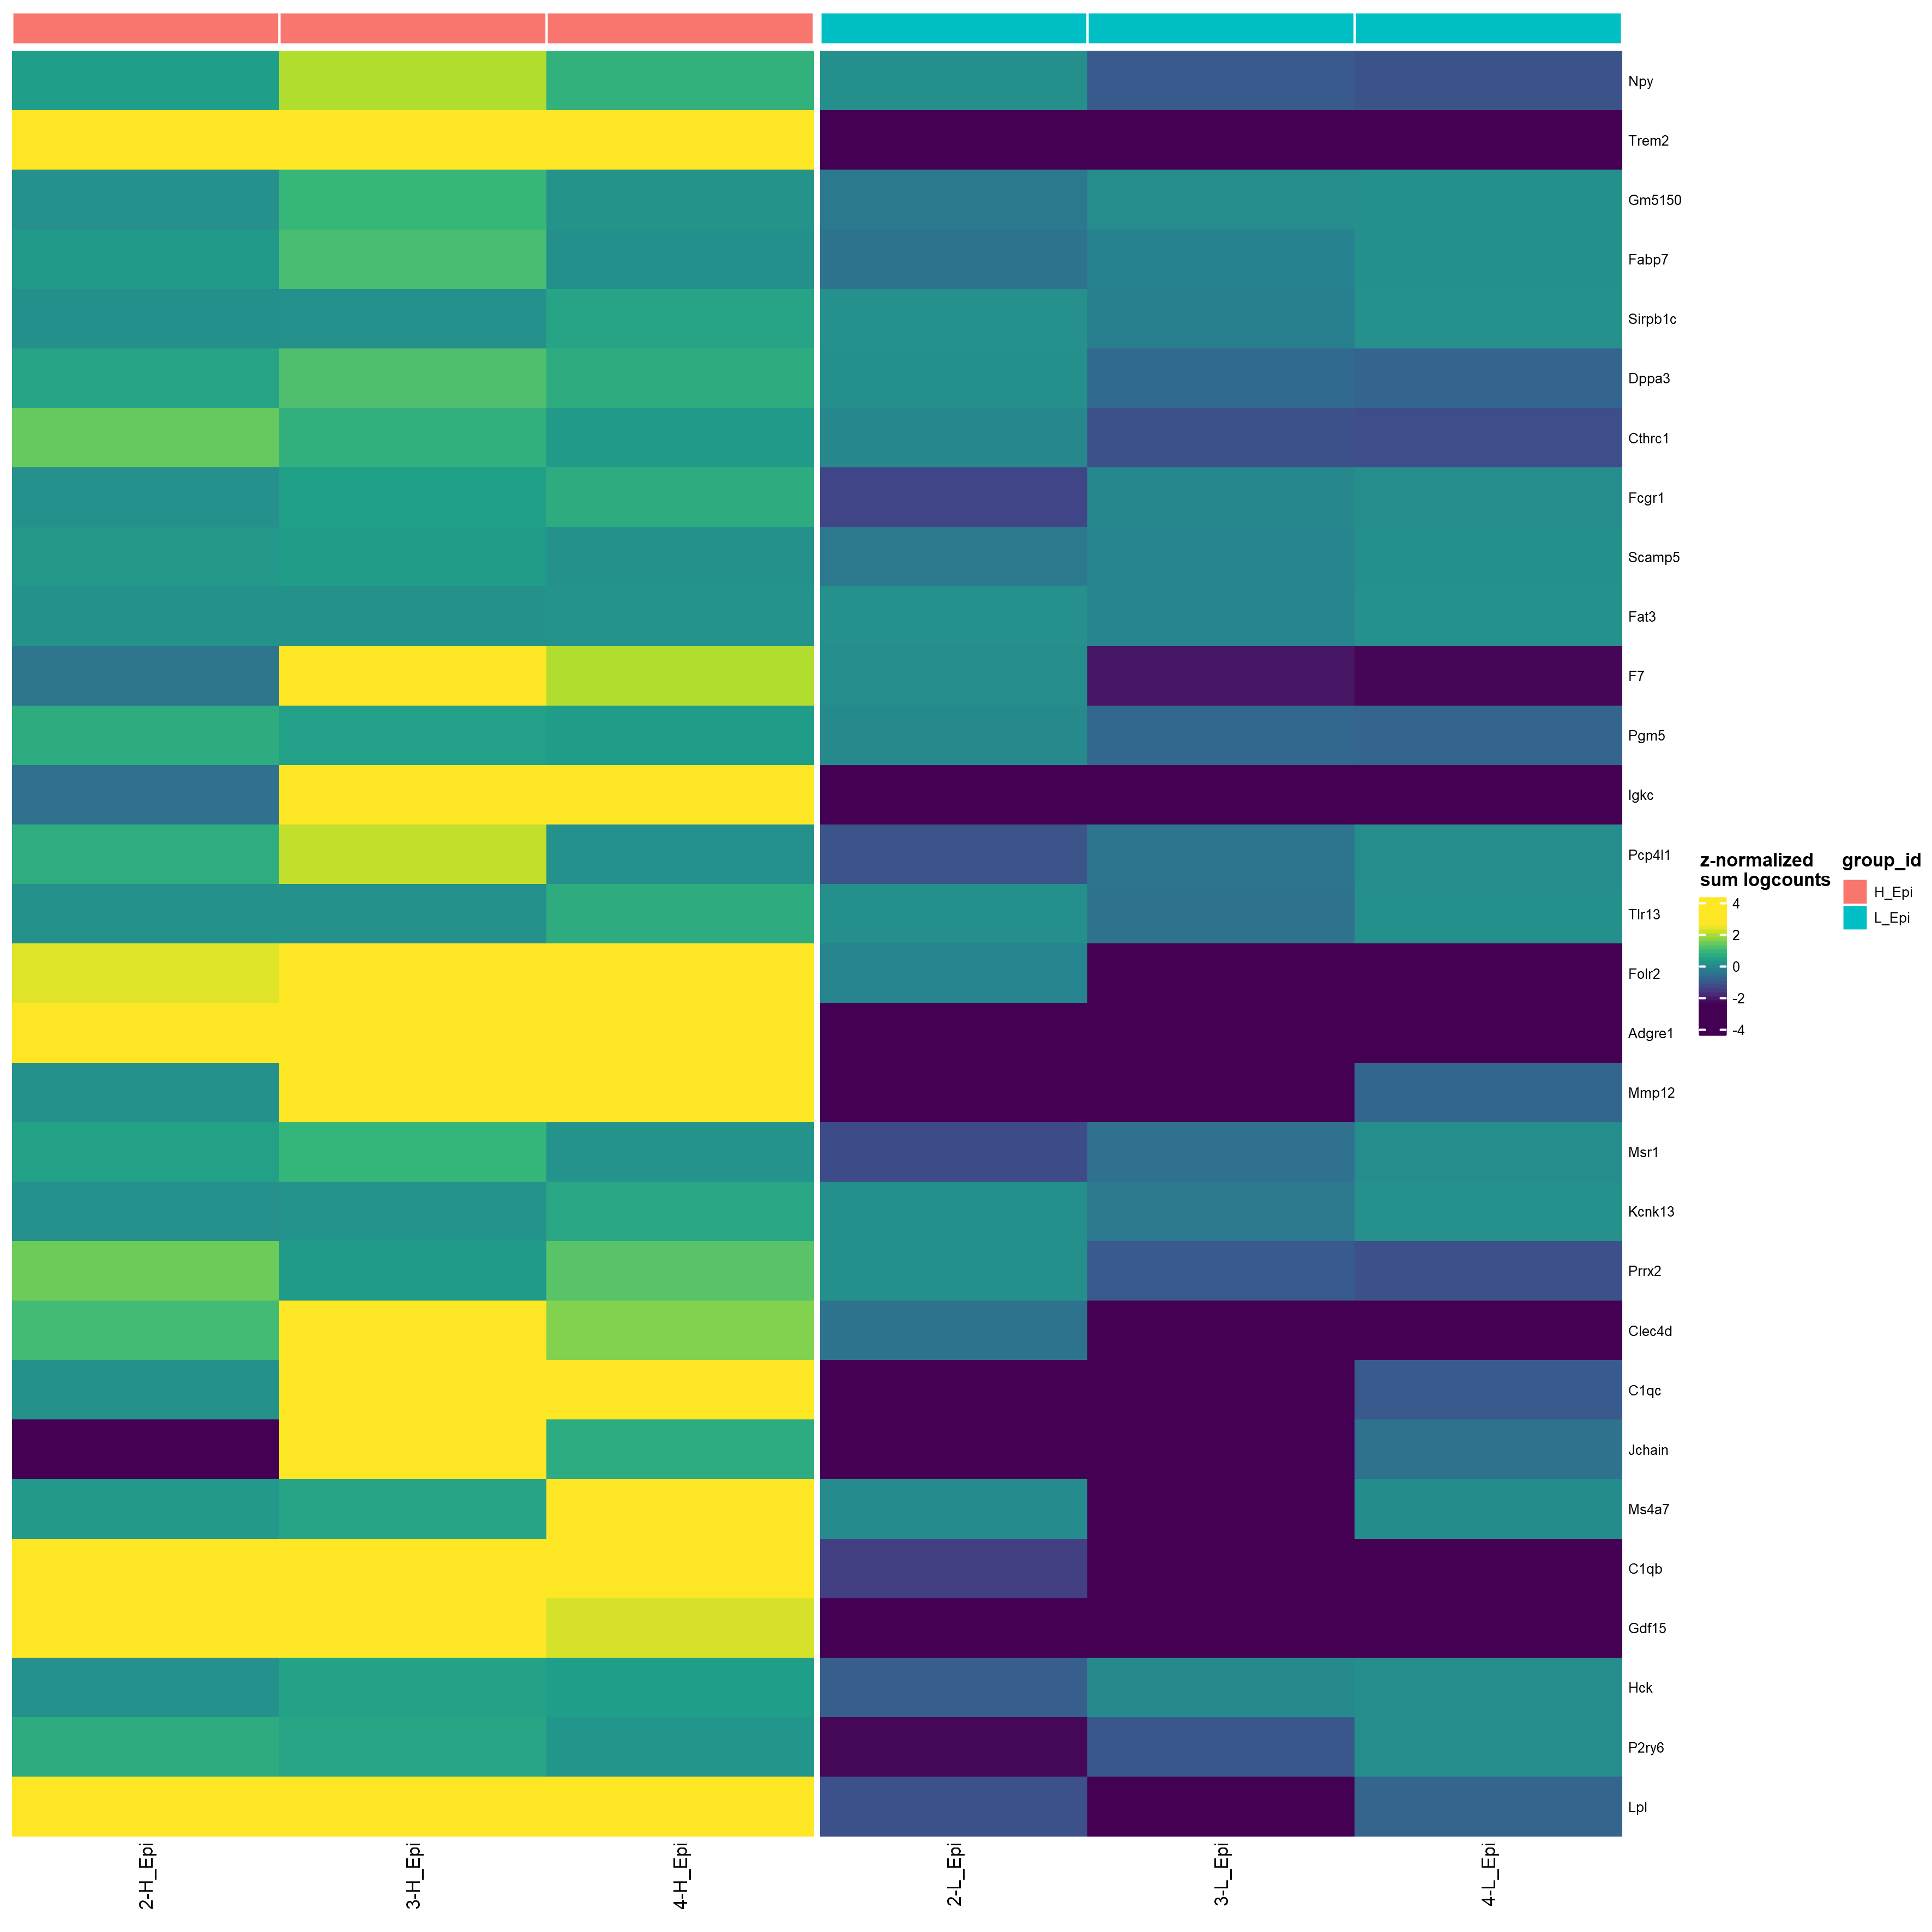 Npy
Trem2
Gm5150
Fabp7
Sirpb1c
Dppa3
Cthrc1
Fcgr1
Scamp5
Fat3
F7
Pgm5
Igkc
Pcp4l1
Tlr13
Folr2
Adgre1
Mmp12
Msr1
Kcnk13
Prrx2
Clec4d
C1qc
Jchain
Ms4a7
C1qb
Gdf15
Hck
P2ry6
Lpl
2-H_Epi
3-H_Epi
4-H_Epi
2-L_Epi
3-L_Epi
4-L_Epi
z-normalized
sum logcounts
4
2
0
-2
-4
group_id
H_Epi
L_Epi